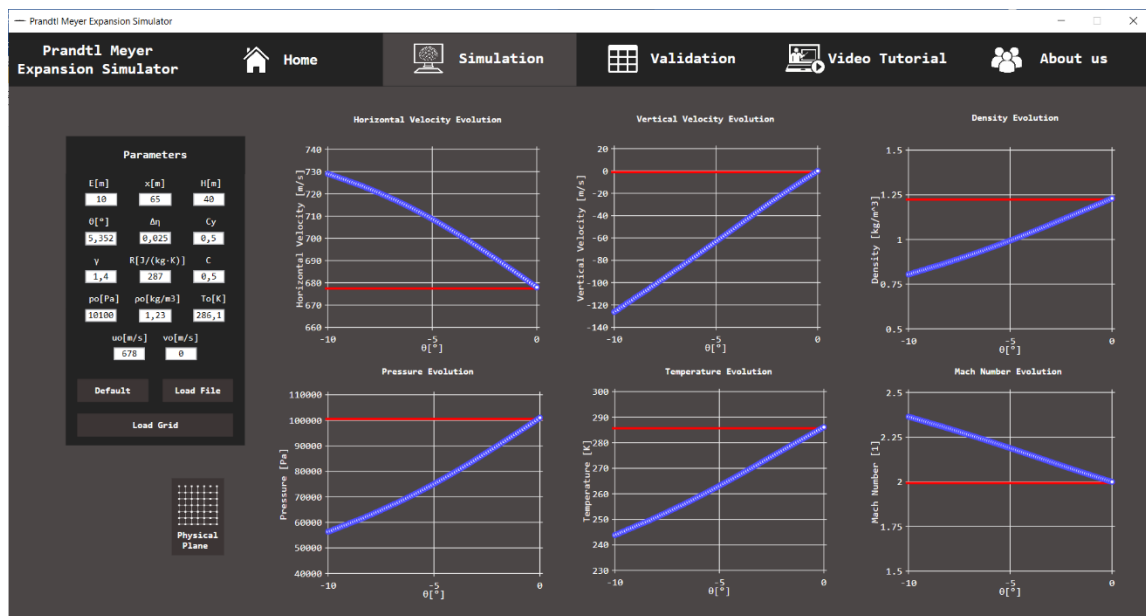 Prandtl Meyer Expansion Simulator
Prandtl Meyer
Expansion Simulator
Home
Simulation
Validation
Video Tutorial
About us
Parameters
E[m] x[m] H[m]
10 65 40
θ[°] Δη Cy
5,352 0,025 0,5
γ R[J/(kg·K)] C
1,4 287 0,5
po[Pa] ρo[kg/m3] To[K]
10100 1,23 286,1
uo[m/s] vo[m/s]
678 0
Default Load File
Load Grid
Physical
Plane
Horizontal Velocity Evolution
Horizontal Velocity [m/s]
740
730
720
710
700
690
680
670
660
-10 -5 0
θ[°]
Vertical Velocity Evolution
Vertical Velocity [m/s]
20
0
-20
-40
-60
-80
-100
-120
-140
-10 -5 0
θ[°]
Density Evolution
Density [kg/m^3]
1.5
1.25
1
0.75
0.5
-10 -5 0
θ[°]
Pressure Evolution
Pressure [Pa]
110000
100000
90000
80000
70000
60000
50000
40000
-10 -5 0
θ[°]
Temperature Evolution
Temperature [K]
300
290
280
270
260
250
240
230
-10 -5 0
θ[°]
Mach Number Evolution
Mach Number [1]
2.5
2.25
2
1.75
1.5
-10 -5 0
θ[°]